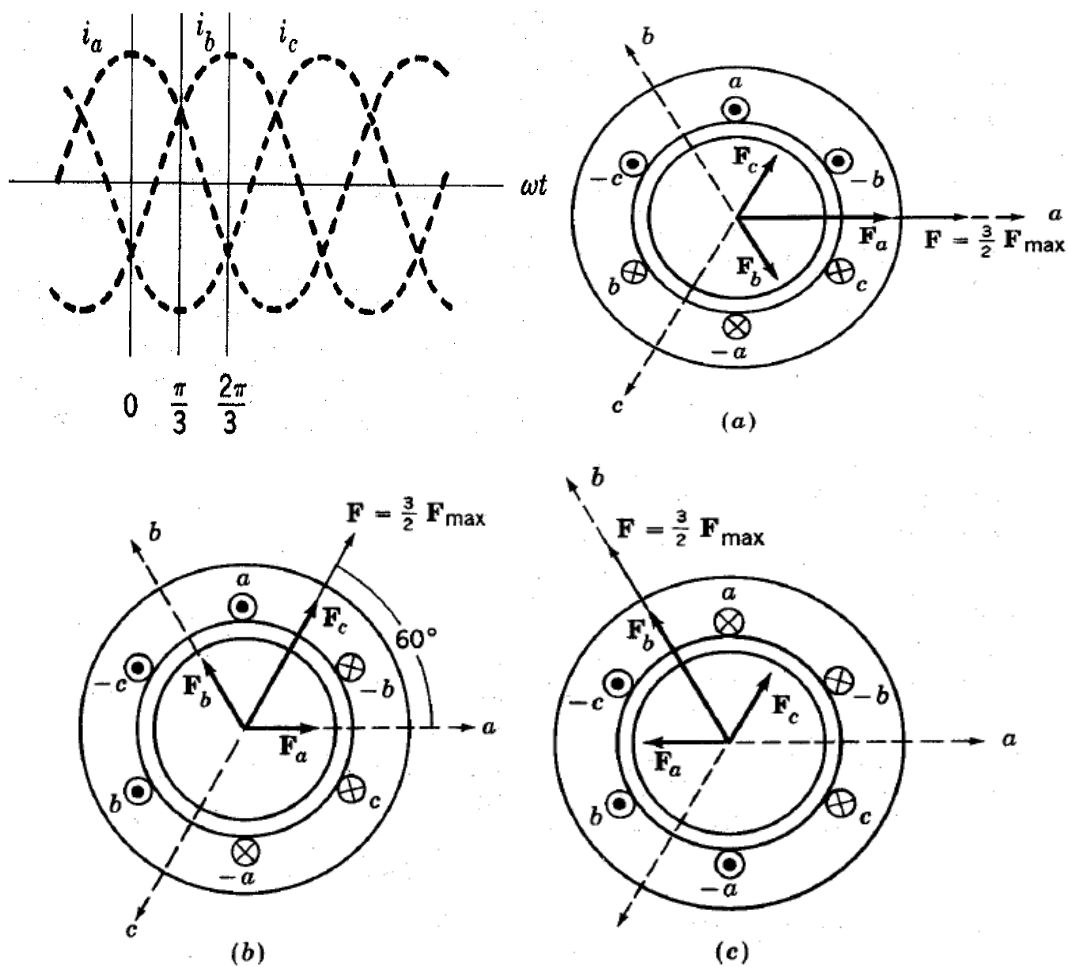 i_a i_b i_c
ωt
0 π/3 2π/3
b
a
-c F_c -b
F_a F = 3/2 F_max a
F_b
b c
-a
c
(a)
F = 3/2 F_max
b
a
F_c 60°
-c F_b -b
F_a a
b c
-a
c
(b)
b
F = 3/2 F_max
a
F_b
-c F_c -b
F_a a
b c
-a
(c)